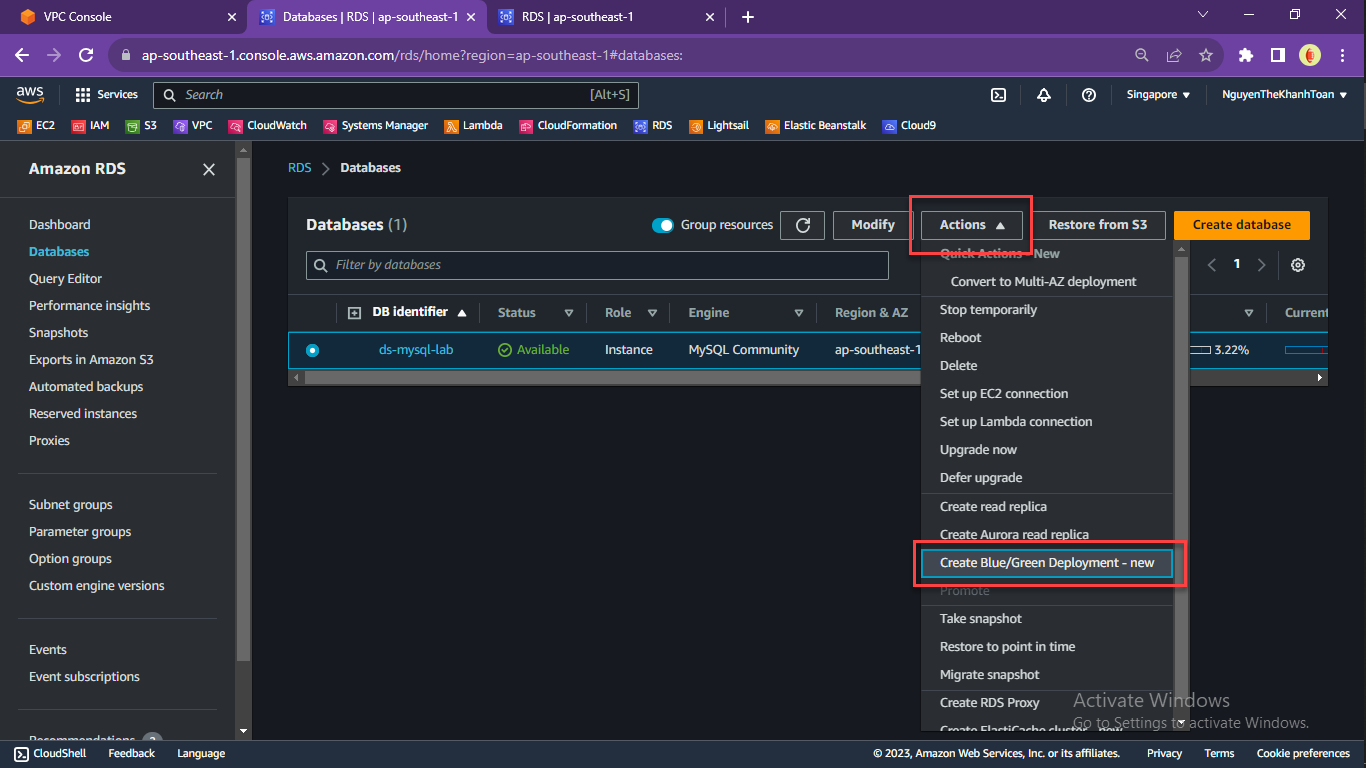 VPC Console
Databases | RDS | ap-southeast-1
RDS | ap-southeast-1
ap-southeast-1.console.aws.amazon.com/rds/home?region=ap-southeast-1#databases:
aws
Services
Search
[Alt+S]
Singapore
NguyenTheKhanhToan
EC2
IAM
S3
VPC
CloudWatch
Systems Manager
Lambda
CloudFormation
RDS
Lightsail
Elastic Beanstalk
Cloud9
Amazon RDS
Dashboard
Databases
Query Editor
Performance insights
Snapshots
Exports in Amazon S3
Automated backups
Reserved instances
Proxies
Subnet groups
Parameter groups
Option groups
Custom engine versions
Events
Event subscriptions
Recommendations
RDS
Databases
Databases (1)
Group resources
Modify
Actions
Restore from S3
Create database
Filter by databases
1
DB identifier
Status
Role
Engine
Region & AZ
Current
ds-mysql-lab
Available
Instance
MySQL Community
ap-southeast-1
3.22%
Quick Actions - New
Convert to Multi-AZ deployment
Stop temporarily
Reboot
Delete
Set up EC2 connection
Set up Lambda connection
Upgrade now
Defer upgrade
Create read replica
Create Aurora read replica
Create Blue/Green Deployment - new
Promote
Take snapshot
Restore to point in time
Migrate snapshot
Create RDS Proxy
Create ElastiCache cluster - new
Activate Windows
Go to Settings to activate Windows.
CloudShell
Feedback
Language
© 2023, Amazon Web Services, Inc. or its affiliates.
Privacy
Terms
Cookie preferences